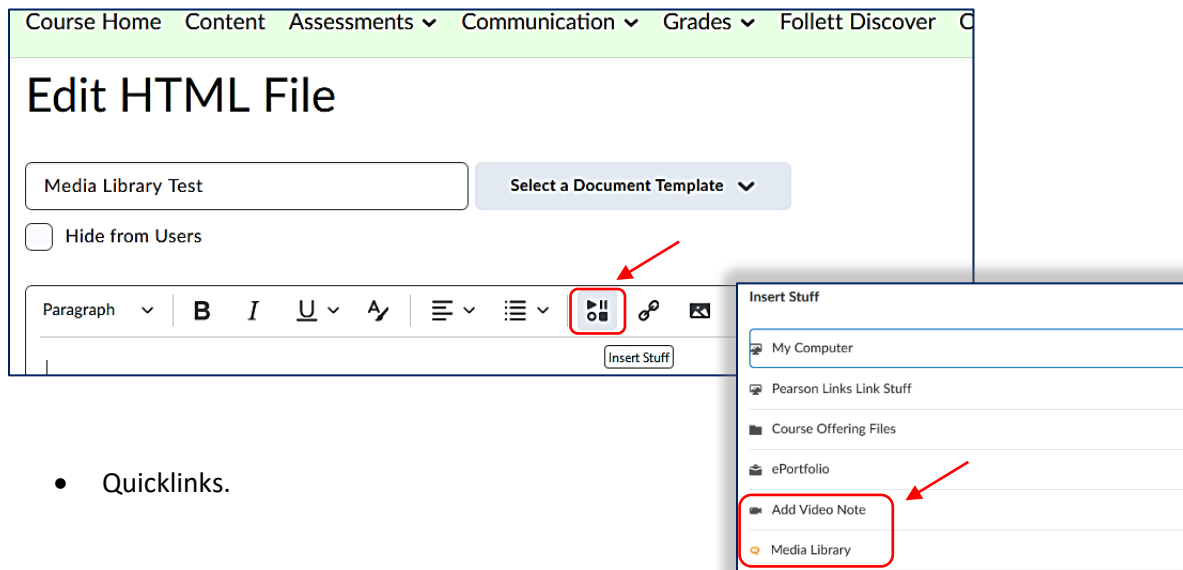 Course Home Content Assessments Communication Grades Follett Discover
Edit HTML File
Media Library Test Select a Document Template
Hide from Users
Paragraph B I U A
Insert Stuff
Insert Stuff
My Computer
Pearson Links Link Stuff
Course Offering Files
ePortfolio
Add Video Note
Media Library
• Quicklinks.